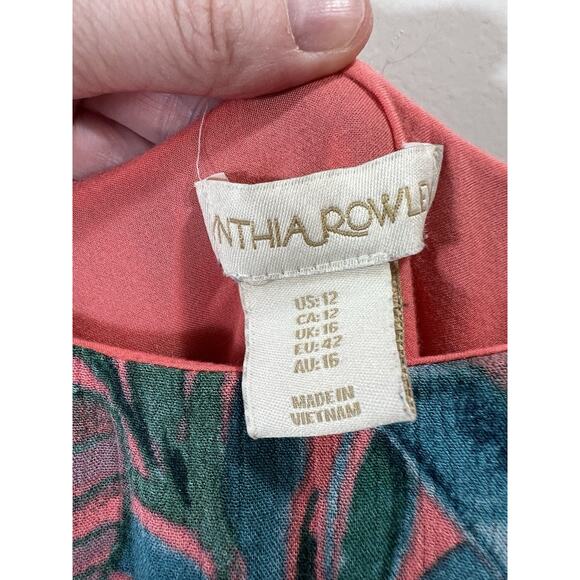 YNTHIA ROWLE
US:12
CA:12
UK:16
EU:42
AU:16
MADE IN
VIETNAM